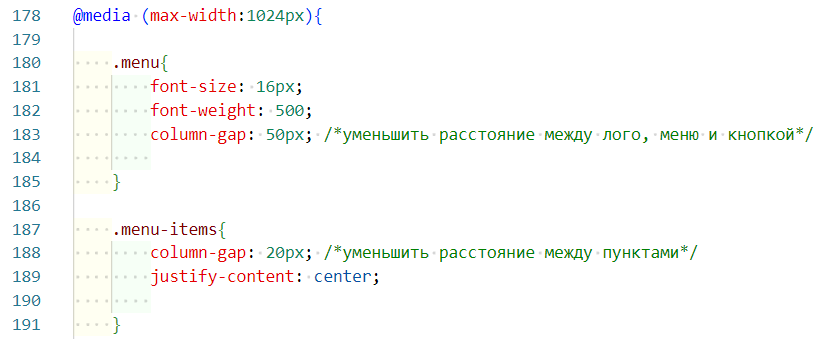 178 @media (max-width:1024px){
179
180 .menu{
181 font-size: 16px;
182 font-weight: 500;
183 column-gap: 50px; /*уменьшить расстояние между лого, меню и кнопкой*/
184
185 }
186
187 .menu-items{
188 column-gap: 20px; /*уменьшить расстояние между пунктами*/
189 justify-content: center;
190
191 }